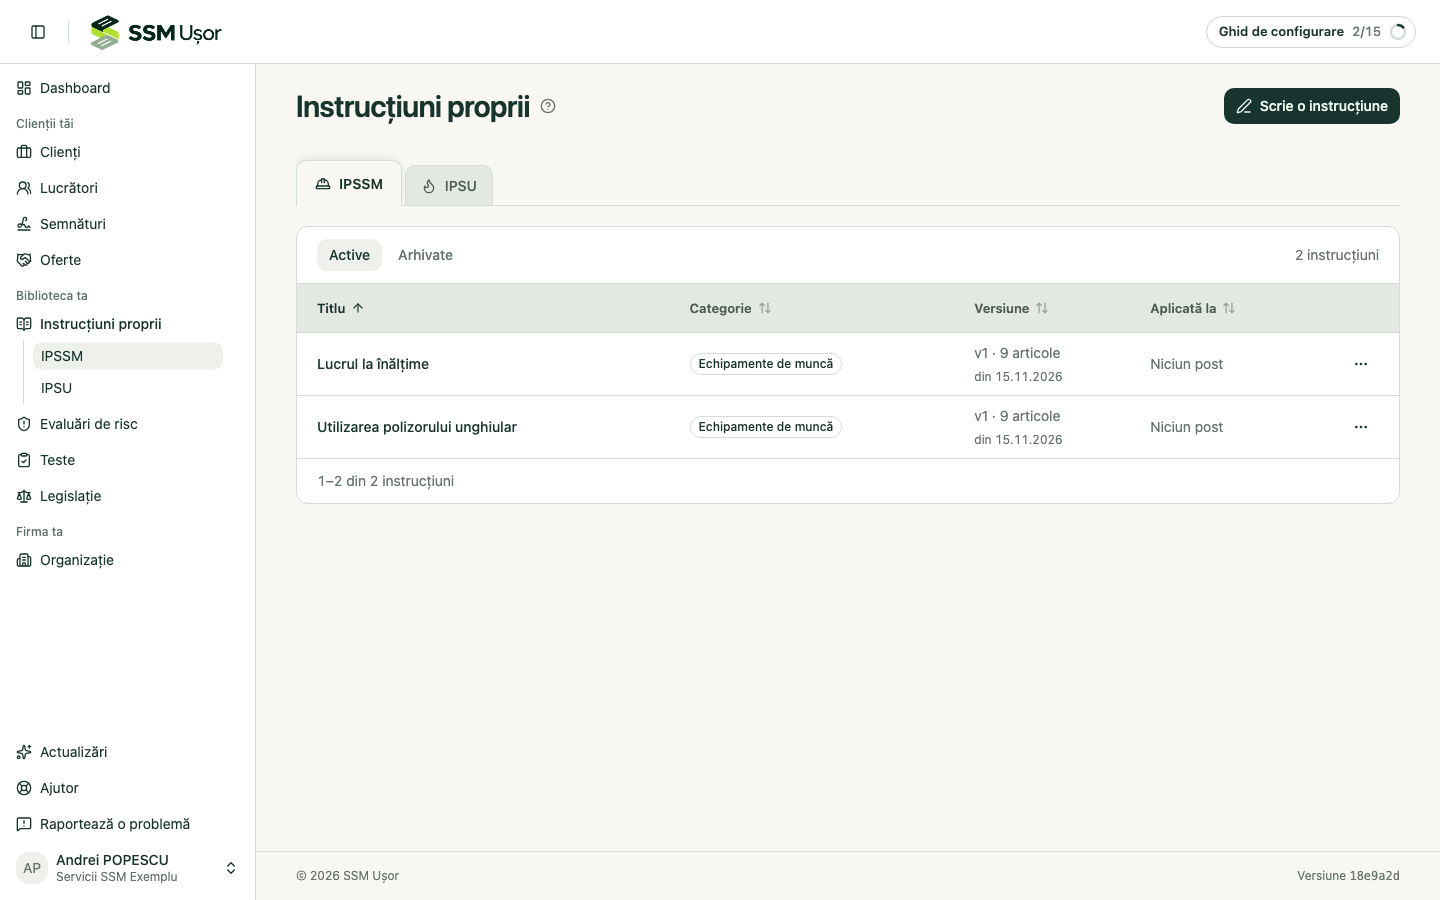 SSM Ușor
Ghid de configurare 2/15
Dashboard
Clienții tăi
Clienți
Lucrători
Semnături
Oferte
Biblioteca ta
Instrucțiuni proprii
IPSSM
IPSU
Evaluări de risc
Teste
Legislație
Firma ta
Organizație
Actualizări
Ajutor
Raportează o problemă
AP
Andrei POPESCU
Servicii SSM Exemplu
Instrucțiuni proprii
Scrie o instrucțiune
IPSSM IPSU
Active Arhivate 2 instrucțiuni
Titlu Categorie Versiune Aplicată la
Lucrul la înălțime Echipamente de muncă v1 · 9 articole Niciun post
din 15.11.2026
Utilizarea polizorului unghiular Echipamente de muncă v1 · 9 articole Niciun post
din 15.11.2026
1–2 din 2 instrucțiuni
© 2026 SSM Ușor Versiune 18e9a2d